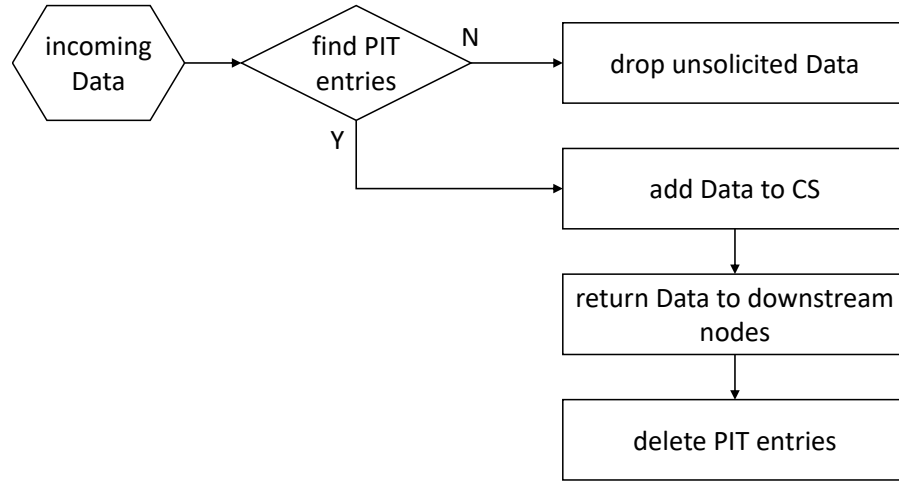 incoming
Data
find PIT
entries
N
drop unsolicited Data
Y
add Data to CS
return Data to downstream
nodes
delete PIT entries